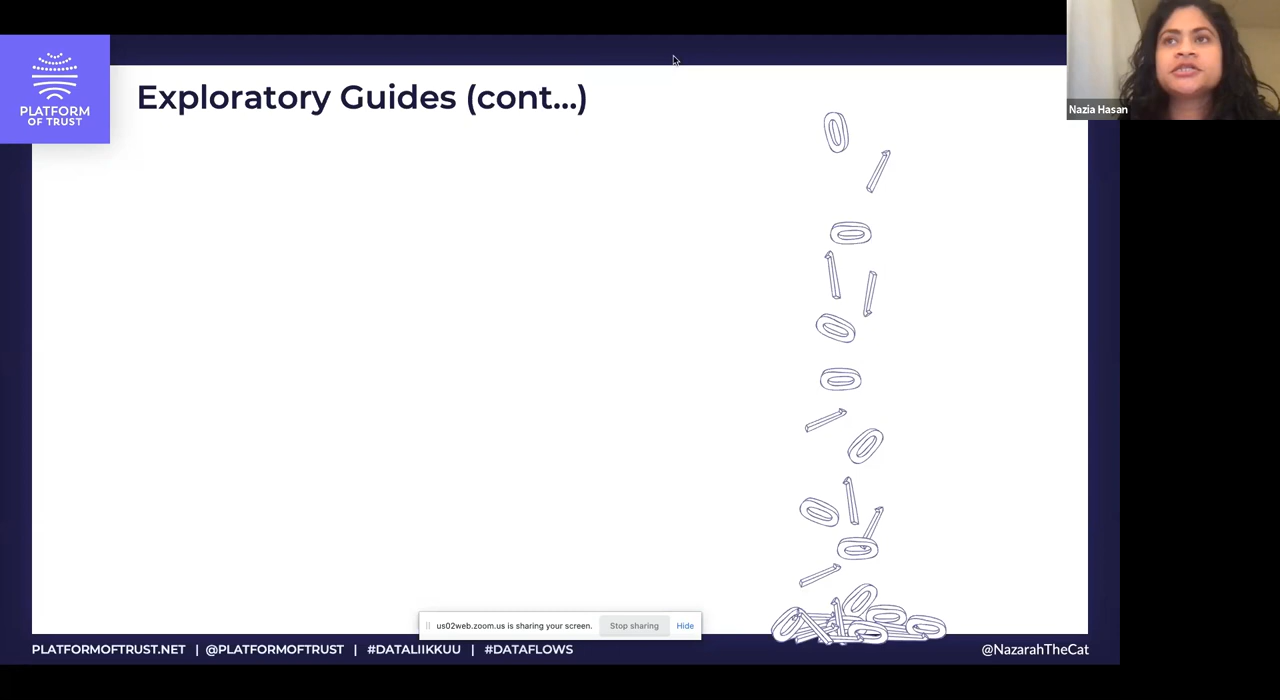 PLATFORM
OF TRUST
Exploratory Guides (cont...)
Nazia Hasan
us02web.zoom.us is sharing your screen. Stop sharing Hide
PLATFORMOFTRUST.NET | @PLATFORMOFTRUST | #DATALIIKKUU | #DATAFLOWS @NazarahTheCat